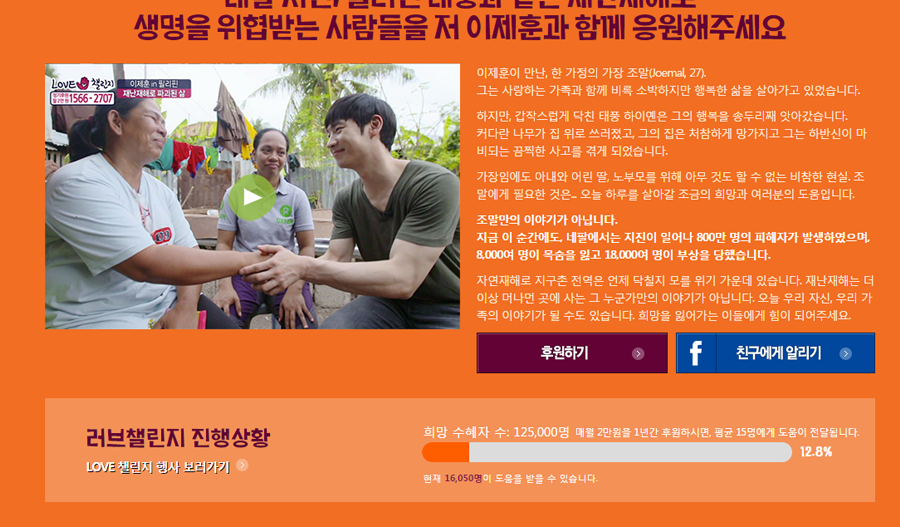 생명을 위협받는 사람들을 저 이제훈과 함께 응원해주세요
LOVE 챌린지
정기후원
월 2만 원 1566-2707
이제훈 in 필리핀
재난재해로 파괴된 삶
이제훈이 만난, 한 가정의 가장 조말(Joemal, 27).
그는 사랑하는 가족과 함께 비록 소박하지만 행복한 삶을 살아가고 있었습니다.
하지만, 갑작스럽게 닥친 태풍 하이옌은 그의 행복을 송두리째 앗아갔습니다.
커다란 나무가 집 위로 쓰러졌고, 그의 집은 처참하게 망가지고 그는 하반신이 마
비되는 끔찍한 사고를 겪게 되었습니다.
가장임에도 아내와 어린 딸, 노부모를 위해 아무 것도 할 수 없는 비참한 현실. 조
말에게 필요한 것은.. 오늘 하루를 살아갈 조금의 희망과 여러분의 도움입니다.
조말만의 이야기가 아닙니다.
지금 이 순간에도, 네팔에서는 지진이 일어나 800만 명의 피해자가 발생하였으며,
8,000여 명이 목숨을 잃고 18,000여 명이 부상을 당했습니다.
자연재해로 지구촌 전역은 언제 닥칠지 모를 위기 가운데 있습니다. 재난재해는 더
이상 머나먼 곳에 사는 그 누군가만의 이야기가 아닙니다. 오늘 우리 자신, 우리 가
족의 이야기가 될 수도 있습니다. 희망을 잃어가는 이들에게 힘이 되어주세요.
후원하기
f 친구에게 알리기
러브챌린지 진행상황
LOVE 챌린지 행사 보러가기
희망 수혜자 수: 125,000명 매월 2만원을 1년간 후원하시면, 평균 15명에게 도움이 전달됩니다.
12.8%
현재 16,050명이 도움을 받을 수 있습니다.